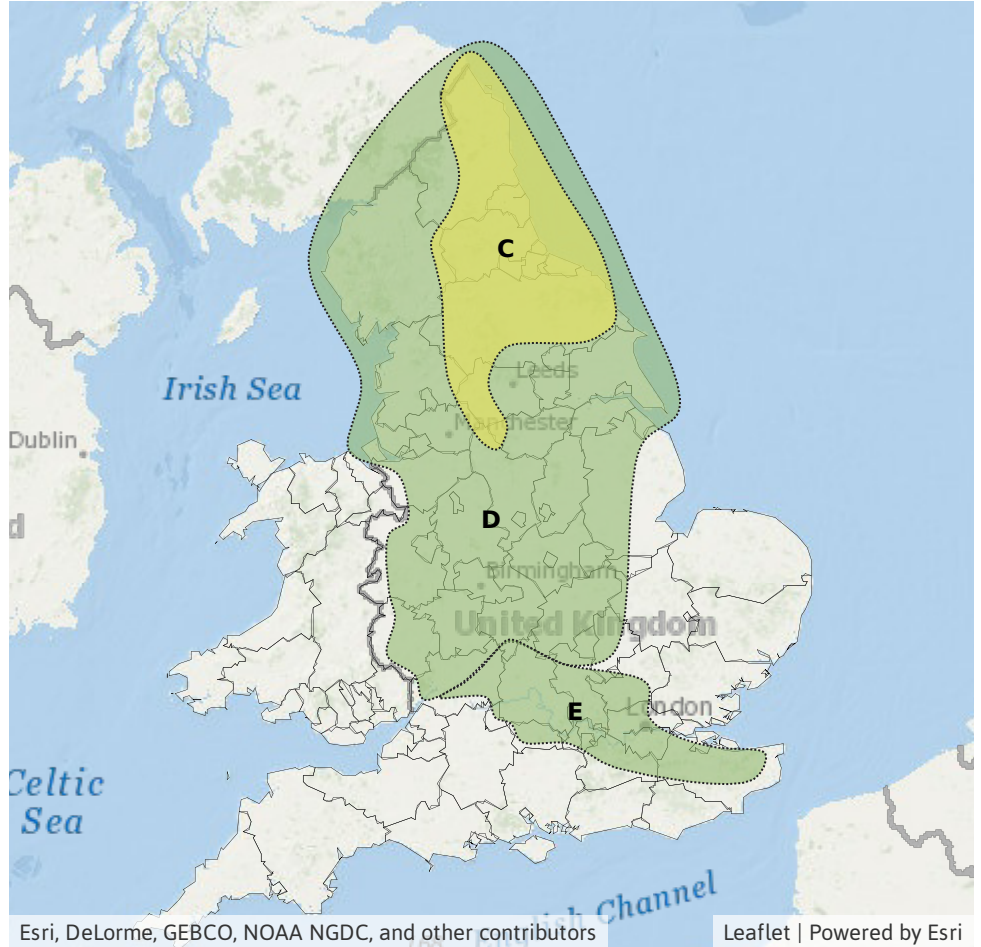 C
Leeds
Irish Sea
Manchester
Dublin
d
D
Birmingham
United Kingdom
London
E
Celtic
Sea
English Channel
Esri, DeLorme, GEBCO, NOAA NGDC, and other contributors
Leaflet | Powered by Esri